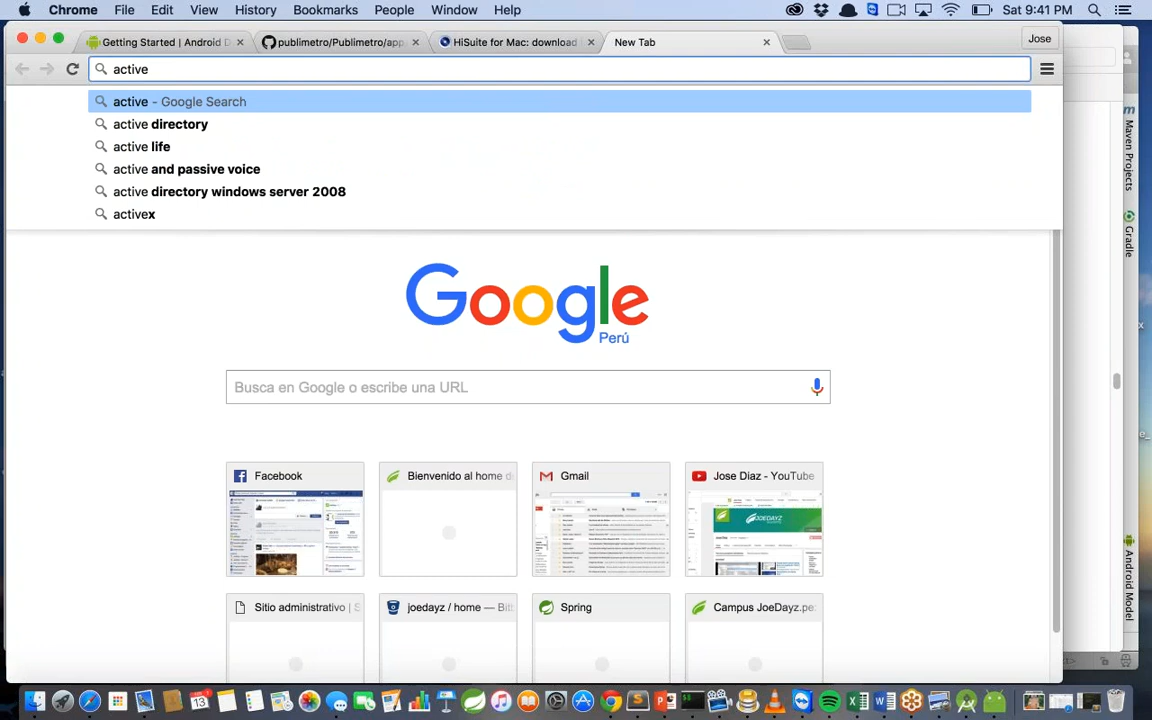 Chrome File Edit View History Bookmarks People Window Help Sat 9:41 PM
Getting Started | Android D
publimetro/Publimetro/app
HiSuite for Mac: download
New Tab
Jose
active
active - Google Search
active directory
active life
active and passive voice
active directory windows server 2008
activex
Maven Projects
Gradle
Google
Perú
Busca en Google o escribe una URL
Facebook
Bienvenido al home d
Gmail
Jose Diaz - YouTube
JOEDAYZ
Sitio administrativo | S
joedayz / home — Bitb
Spring
Campus JoeDayz.pe
Android Model
13